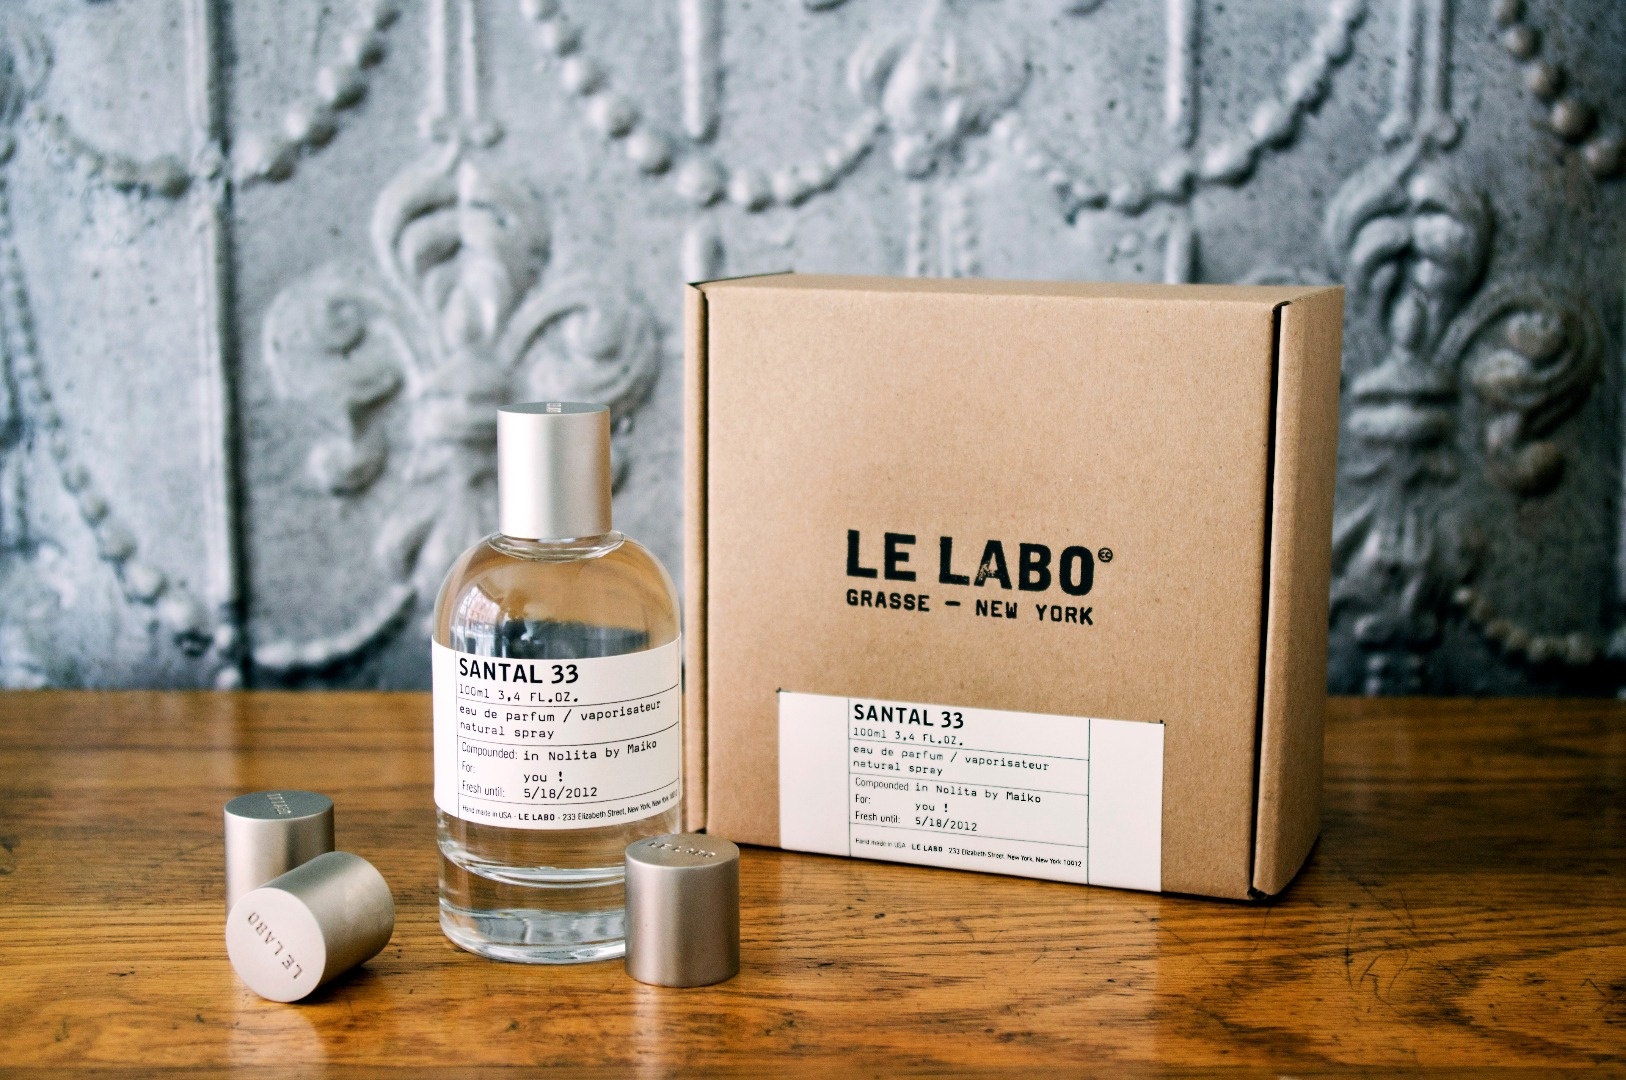 SANTAL 33
100ml 3.4 FL.OZ.
eau de parfum / vaporisateur
natural spray
Compounded: in Nolita by Maiko
For: you !
Fresh until: 5/18/2012
Hand made in USA - LE LABO - 233 Elizabeth Street, New York, New York
LE LABO
GRASSE — NEW YORK
SANTAL 33
100ml 3.4 FL.OZ.
eau de parfum / vaporisateur
natural spray
Compounded: in Nolita by Maiko
For: you !
Fresh until: 5/18/2012
Hand made in USA - LE LABO 233 Elizabeth Street, New York, New York 10012
LE LABO
LE LABO
LE LABO